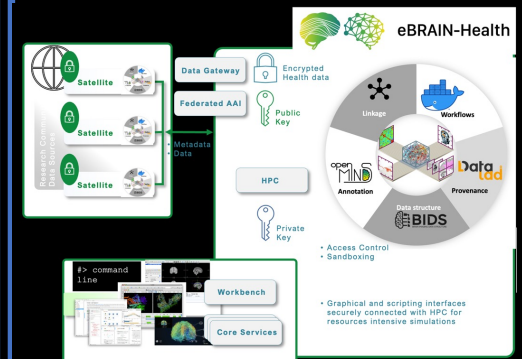 eBRAIN-Health
Data Gateway
Encrypted
Health data
Satellite
Federated AAI
Public
Key
Satellite
• Metadata
• Data
Satellite
Research Comm
Data Sources
HPC
Private
Key
Linkage
Workflows
openMINDS
Annotation
DataLad
Provenance
Data structure
BIDS
• Access Control
• Sandboxing
#> command
line
Workbench
Core Services
• Graphical and scripting interfaces
securely connected with HPC for
resources intensive simulations